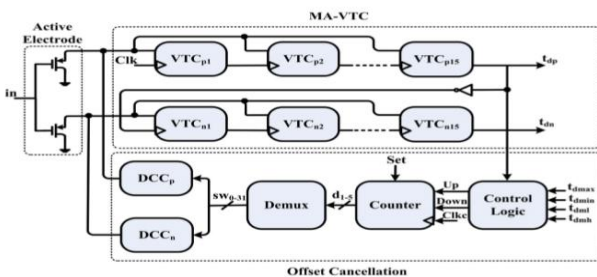 MA-VTC
Active
Electrode
in
Clk
VTCp1
VTCp2
VTCp15
tdp
VTCn1
VTCn2
VTCn15
tdn
Set
DCCp
DCCn
sw0-31
Demux
d1-5
Counter
Up
Down
Clkc
Control
Logic
tdmax
tdmin
tdml
tdmh
Offset Cancellation